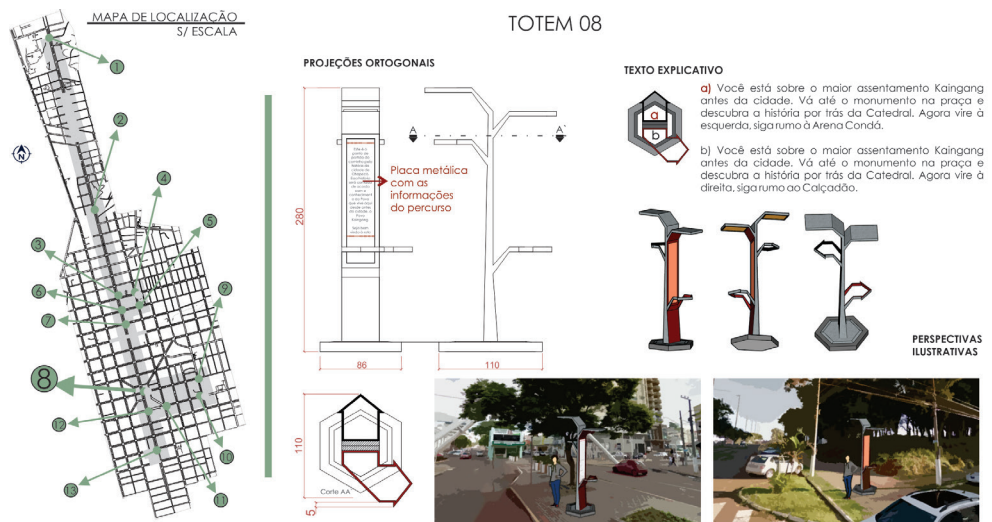 MAPA DE LOCALIZAÇÃO
S/ ESCALA
TOTEM 08
N
1
2
4
5
3
6
9
7
8
12
10
13
11
PROJEÇÕES ORTOGONAIS
A
A'
Placa metálica
com as
informações
do percurso
280
86
110
110
5
Corte AA'
TEXTO EXPLICATIVO
a
b
a) Você está sobre o maior assentamento Kaingang
antes da cidade. Vá até o monumento na praça e
descubra a história por trás da Catedral. Agora vire à
esquerda, siga rumo à Arena Condá.
b) Você está sobre o maior assentamento Kaingang
antes da cidade. Vá até o monumento na praça e
descubra a história por trás da Catedral. Agora vire à
direita, siga rumo ao Calçadão.
PERSPECTIVAS
ILUSTRATIVAS